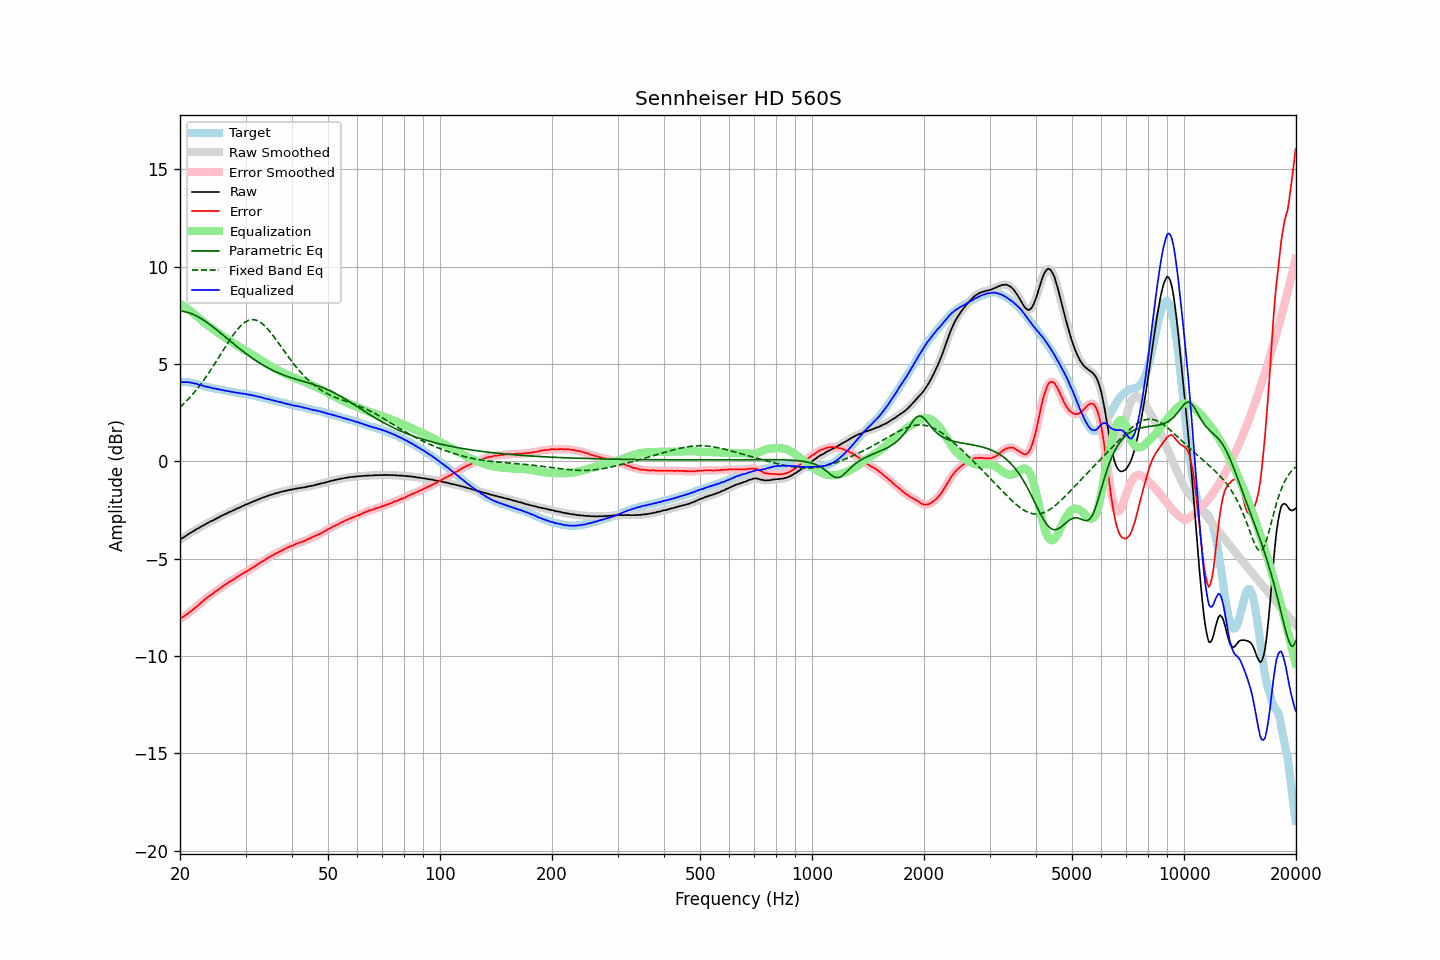 Sennheiser HD 560S
Target
Raw Smoothed
Error Smoothed
Raw
Error
Equalization
Parametric Eq
Fixed Band Eq
Equalized
Amplitude (dBr)
15
10
5
0
−5
−10
−15
−20
20 50 100 200 500 1000 2000 5000 10000 20000
Frequency (Hz)